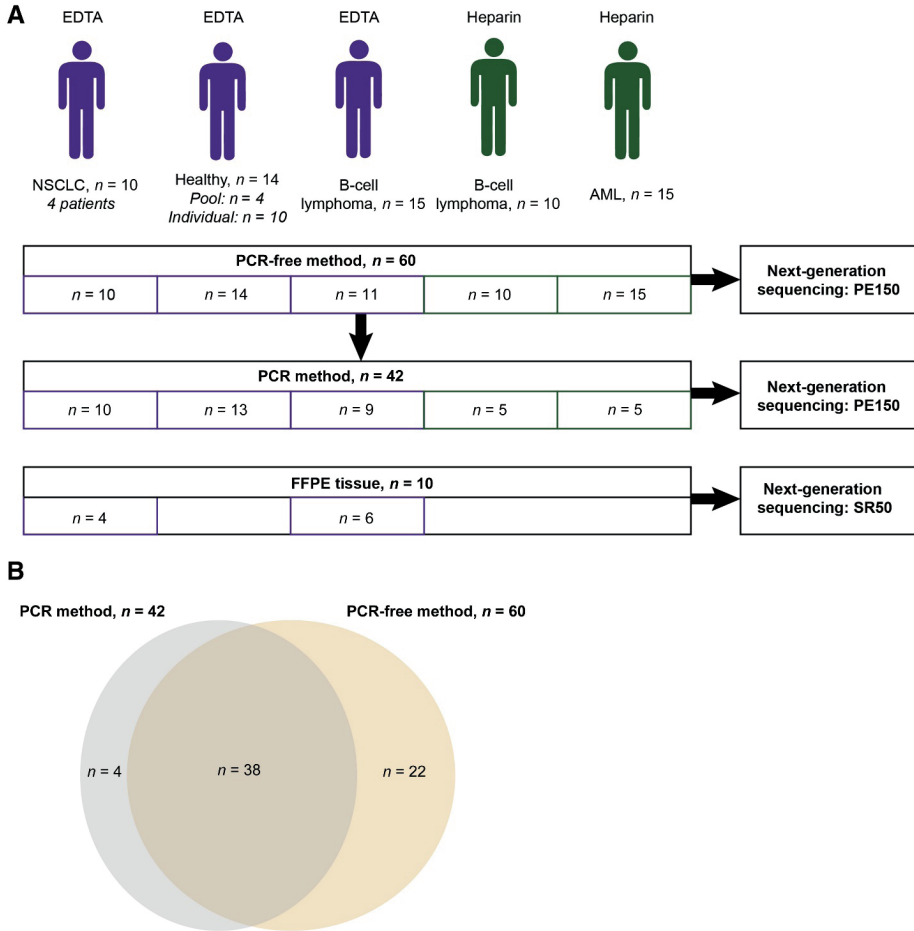 A
EDTA
EDTA
EDTA
Heparin
Heparin
NSCLC, n = 10
4 patients
Healthy, n = 14
Pool: n = 4
Individual: n = 10
B-cell
lymphoma, n = 15
B-cell
lymphoma, n = 10
AML, n = 15
PCR-free method, n = 60
n = 10
n = 14
n = 11
n = 10
n = 15
Next-generation
sequencing: PE150
PCR method, n = 42
n = 10
n = 13
n = 9
n = 5
n = 5
Next-generation
sequencing: PE150
FFPE tissue, n = 10
n = 4
n = 6
Next-generation
sequencing: SR50
B
PCR method, n = 42
PCR-free method, n = 60
n = 4
n = 38
n = 22